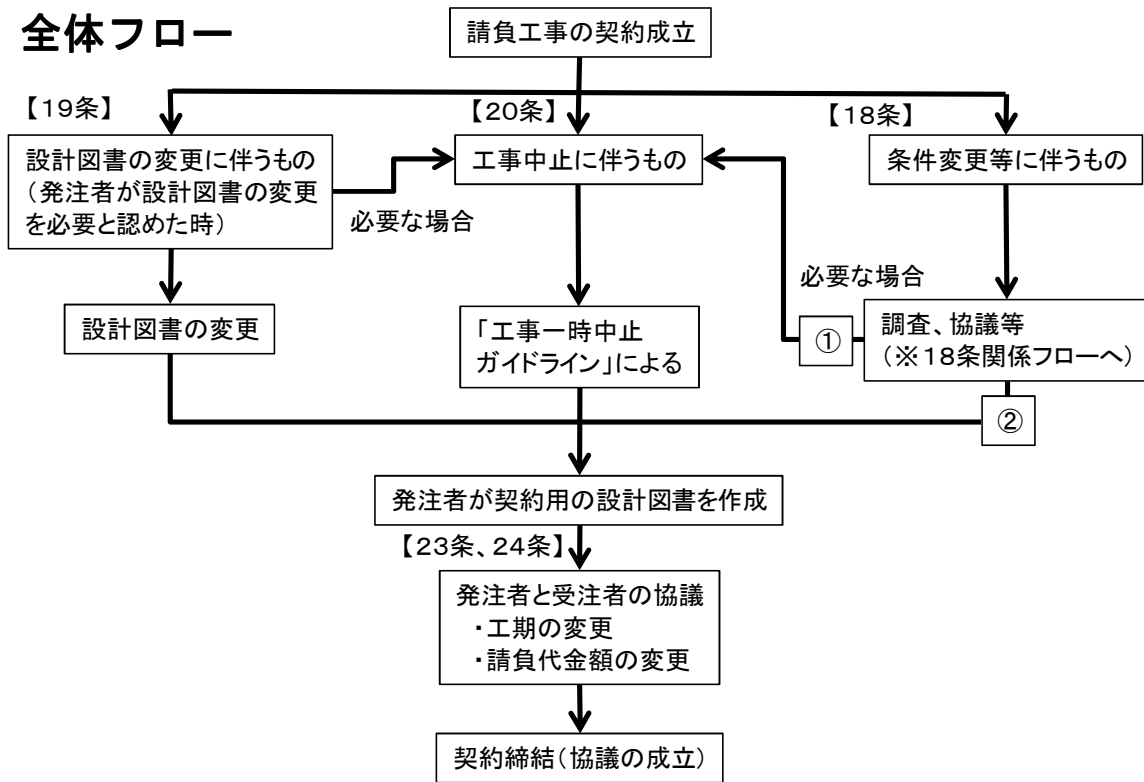 全体フロー
請負工事の契約成立
【19条】
【20条】
【18条】
設計図書の変更に伴うもの
（発注者が設計図書の変更
を必要と認めた時）
工事中止に伴うもの
条件変更等に伴うもの
必要な場合
必要な場合
設計図書の変更
「工事一時中止
ガイドライン」による
①
調査、協議等
（※18条関係フローへ）
②
発注者が契約用の設計図書を作成
【23条、24条】
発注者と受注者の協議
・工期の変更
・請負代金額の変更
契約締結（協議の成立）